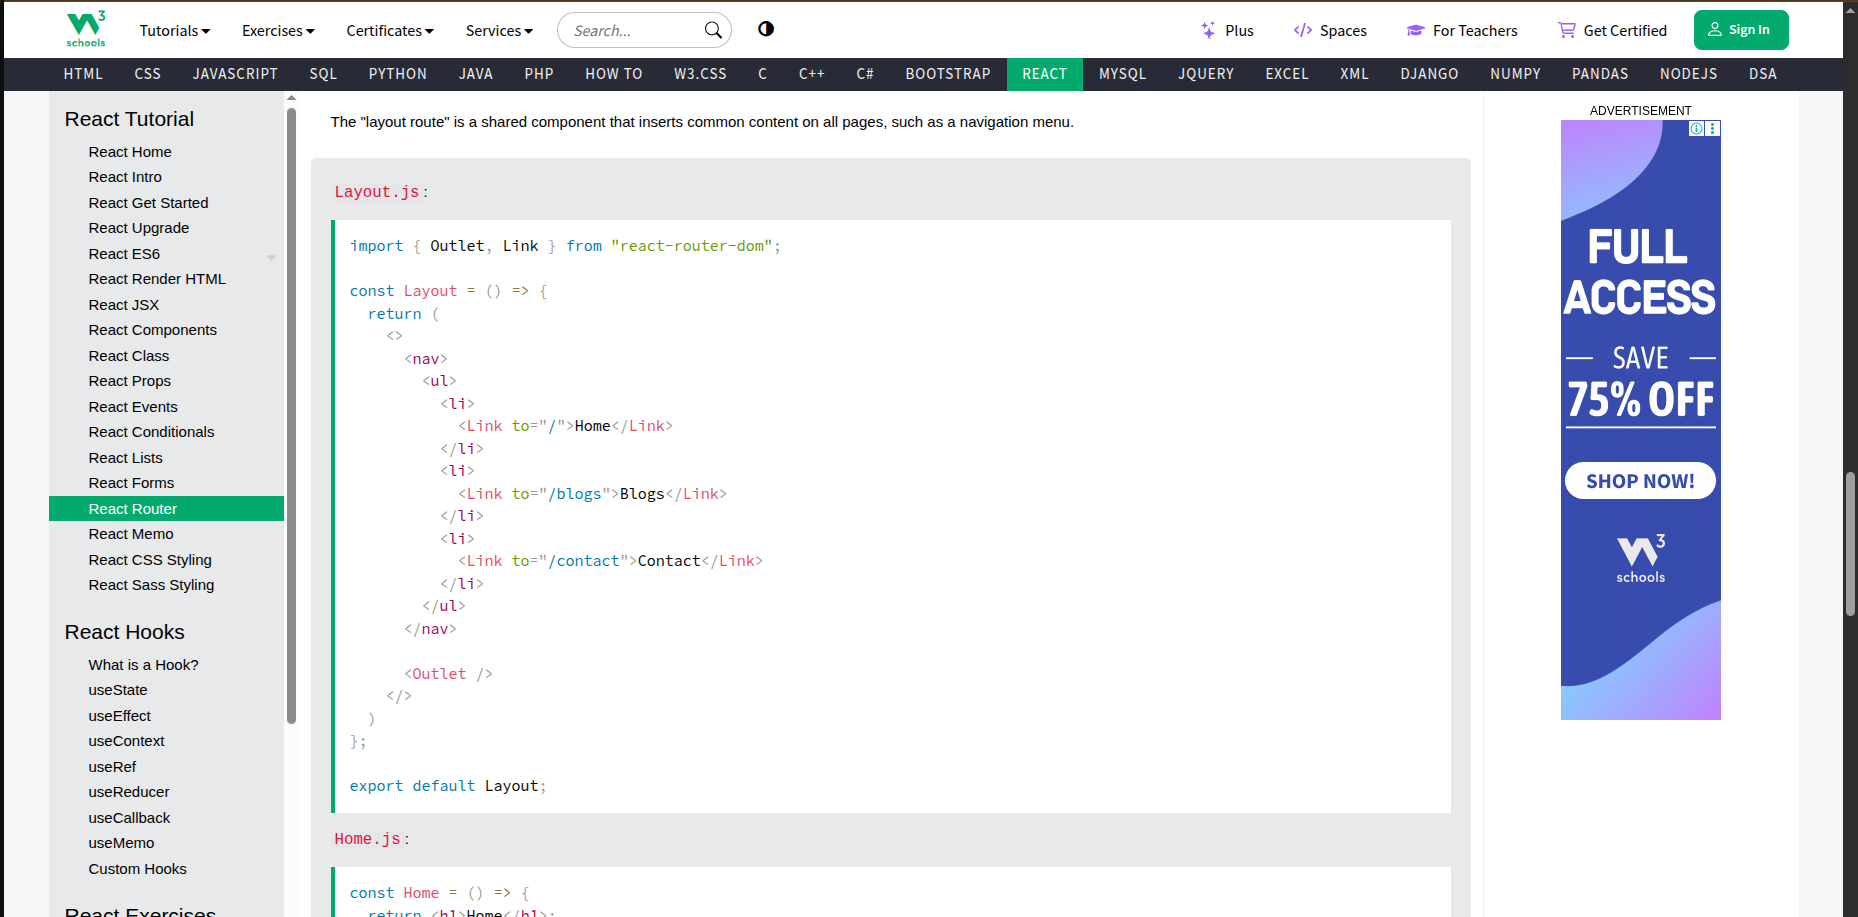 W3 schools
Tutorials Exercises Certificates Services Search... Plus Spaces For Teachers Get Certified Sign In
HTML CSS JAVASCRIPT SQL PYTHON JAVA PHP HOW TO W3.CSS C C++ C# BOOTSTRAP REACT MYSQL JQUERY EXCEL XML DJANGO NUMPY PANDAS NODEJS DSA
React Tutorial
React Home
React Intro
React Get Started
React Upgrade
React ES6
React Render HTML
React JSX
React Components
React Class
React Props
React Events
React Conditionals
React Lists
React Forms
React Router
React Memo
React CSS Styling
React Sass Styling
React Hooks
What is a Hook?
useState
useEffect
useContext
useRef
useReducer
useCallback
useMemo
Custom Hooks
React Exercises
The "layout route" is a shared component that inserts common content on all pages, such as a navigation menu.
Layout.js:
import { Outlet, Link } from "react-router-dom";
const Layout = () => {
return (
<>
<nav>
<ul>
<li>
<Link to="/">Home</Link>
</li>
<li>
<Link to="/blogs">Blogs</Link>
</li>
<li>
<Link to="/contact">Contact</Link>
</li>
</ul>
</nav>
<Outlet />
</>
)
};
export default Layout;
Home.js:
const Home = () => {
return <h1>Home</h1>;
ADVERTISEMENT
FULL
ACCESS
SAVE
75% OFF
SHOP NOW!
W3
schools